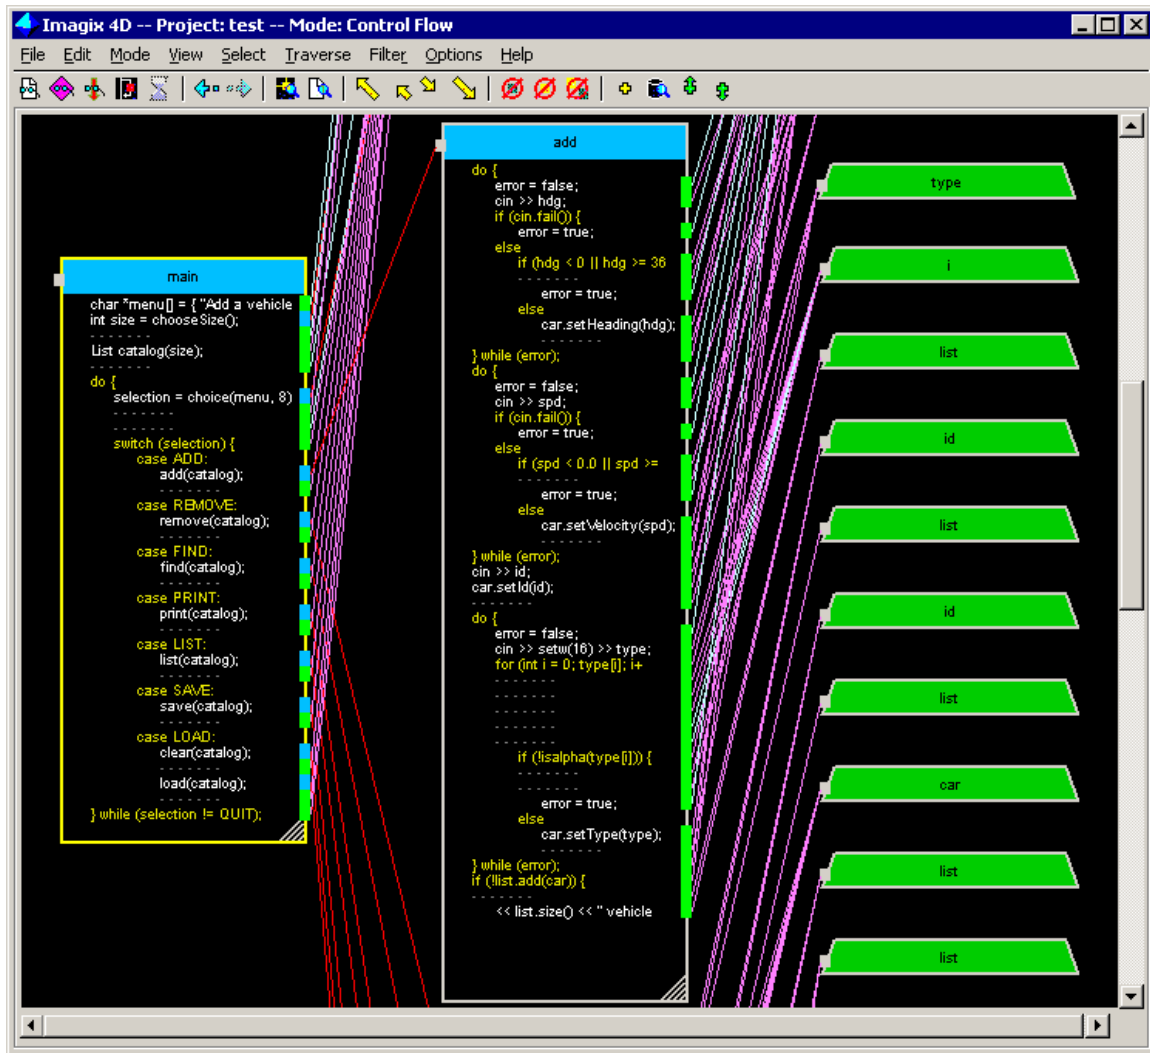 Imagix 4D -- Project: test -- Mode: Control Flow
File Edit Mode View Select Traverse Filter Options Help
main
char *menu[] = { "Add a vehicle
int size = chooseSize();
- - - - - - -
List catalog(size);
- - - - - - -
do {
selection = choice(menu, 8)
- - - - - - -
- - - - - - -
switch (selection) {
case ADD:
add(catalog);
- - - - - - -
case REMOVE:
remove(catalog);
- - - - - - -
case FIND:
find(catalog);
- - - - - - -
case PRINT:
print(catalog);
- - - - - - -
case LIST:
list(catalog);
- - - - - - -
case SAVE:
save(catalog);
- - - - - - -
case LOAD:
clear(catalog);
- - - - - - -
load(catalog);
- - - - - - -
} while (selection != QUIT);
add
do {
error = false;
cin >> hdg;
if (cin.fail()) {
error = true;
else
if (hdg < 0 || hdg >= 36
- - - - - - -
error = true;
else
car.setHeading(hdg);
- - - - - - -
} while (error);
do {
error = false;
cin >> spd;
if (cin.fail()) {
error = true;
else
if (spd < 0.0 || spd >=
- - - - - - -
error = true;
else
car.setVelocity(spd);
- - - - - - -
} while (error);
cin >> id;
car.setId(id);
- - - - - - -
do {
error = false;
cin >> setw(16) >> type;
for (int i = 0; type[i]; i+
- - - - - - -
- - - - - - -
- - - - - - -
- - - - - - -
if (!isalpha(type[i])) {
- - - - - - -
- - - - - - -
error = true;
else
car.setType(type);
- - - - - - -
} while (error);
if (!list.add(car)) {
- - - - - - -
<< list.size() << " vehicle
type
i
list
id
list
id
list
car
list
list